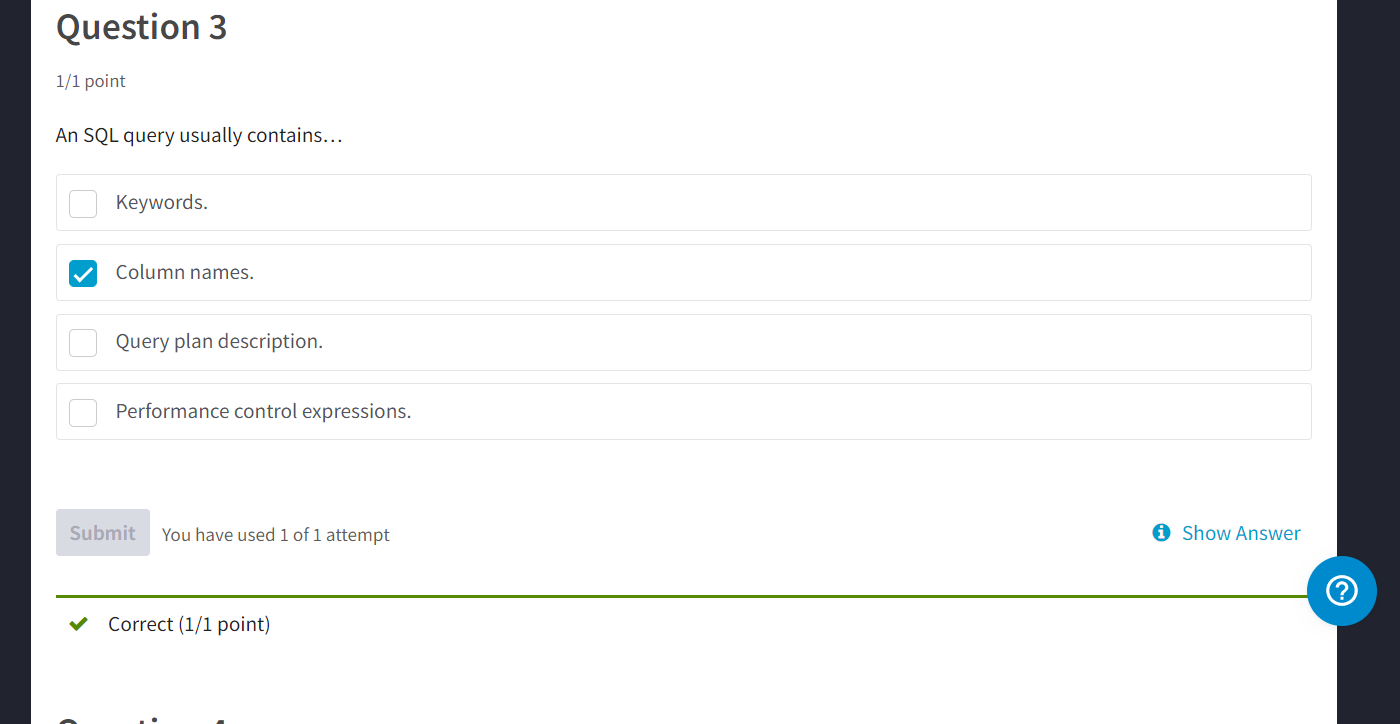 Question 3
1/1 point
An SQL query usually contains…
Keywords.
Column names.
Query plan description.
Performance control expressions.
Submit You have used 1 of 1 attempt Show Answer
Correct (1/1 point)